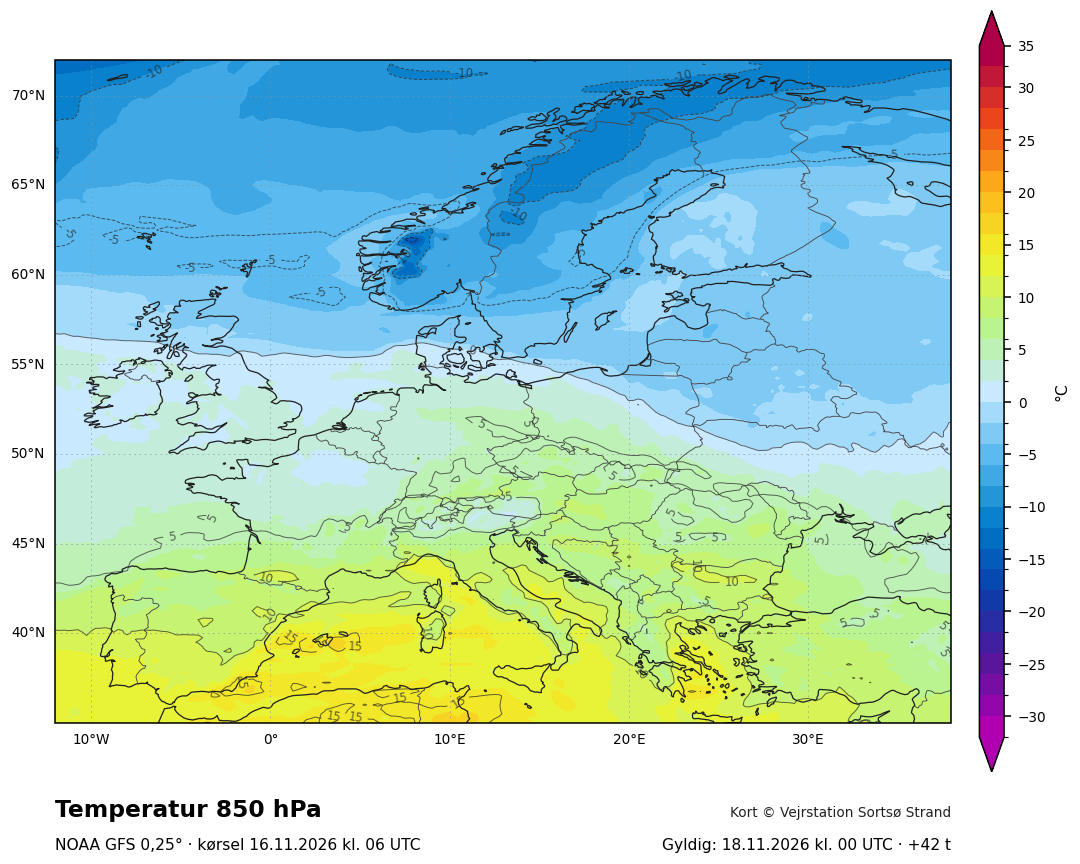 70°N
65°N
60°N
55°N
50°N
45°N
40°N
10°W
0°
10°E
20°E
30°E
35
30
25
20
15
10
5
0
−5
−10
−15
−20
−25
−30
°C
Temperatur 850 hPa
Kort © Vejrstation Sortsø Strand
NOAA GFS 0,25° · kørsel 16.11.2026 kl. 06 UTC
Gyldig: 18.11.2026 kl. 00 UTC · +42 t